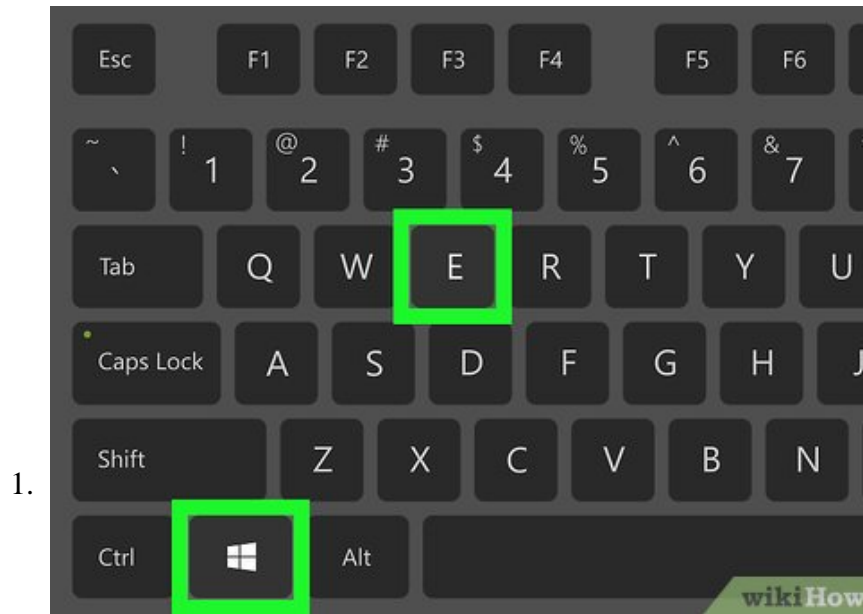 Esc F1 F2 F3 F4 F5 F6
~ ` ! 1 @ 2 # 3 $ 4 % 5 ^ 6 & 7
Tab Q W E R T Y U
Caps Lock A S D F G H J
Shift Z X C V B N
1.
Ctrl Alt
wikiHow